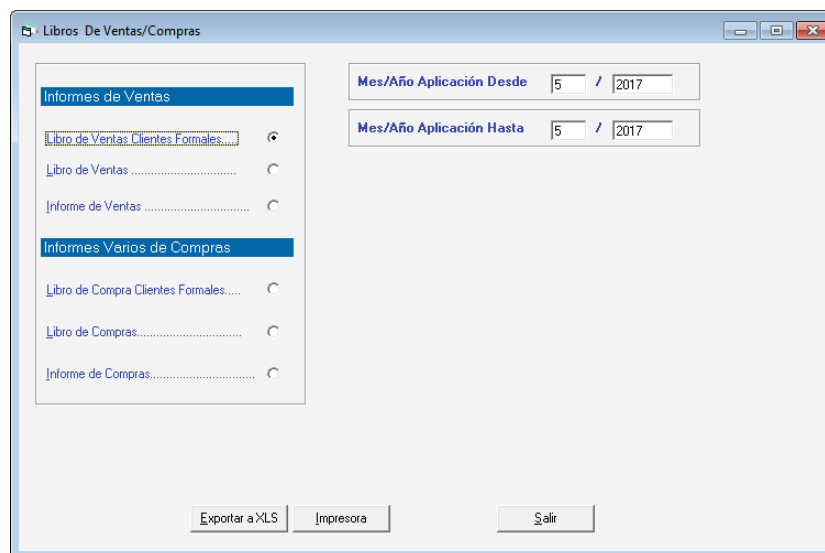 Libros De Ventas/Compras
Informes de Ventas
Libro de Ventas Clientes Formales.....
Libro de Ventas ................................
Informe de Ventas ................................
Informes Varios de Compras
Libro de Compra Clientes Formales.....
Libro de Compras................................
Informe de Compras................................
Mes/Año Aplicación Desde 5 / 2017
Mes/Año Aplicación Hasta 5 / 2017
Exportar a XLS Impresora Salir